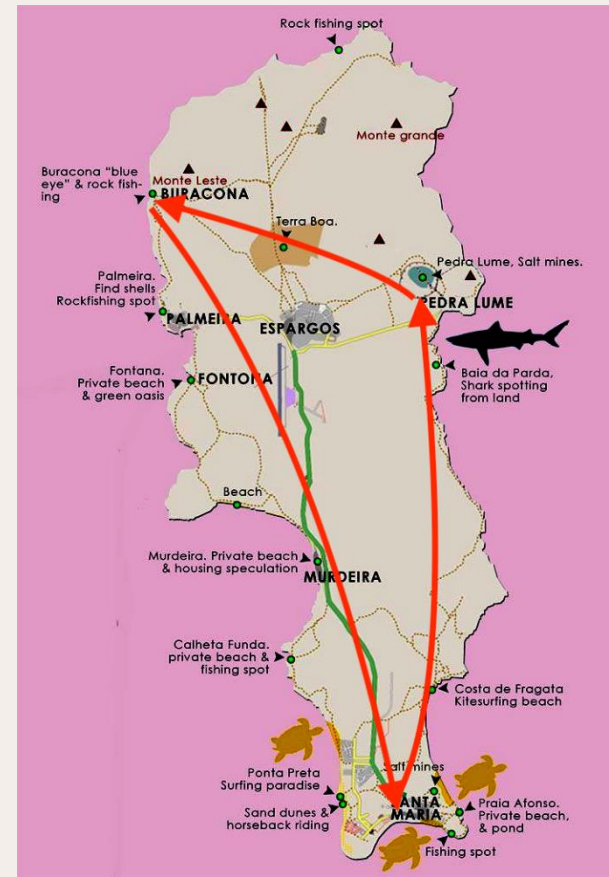 Rock fishing spot
Monte grande
Buracona "blue
eye" & rock fish-
ing
Monte Leste
BURACONA
Terra Boa.
Pedra Lume, Salt mines.
Palmeira.
Find shells
Rockfishing spot
PEDRA LUME
PALMEIRA
ESPARGOS
Fontana.
Private beach
& green oasis
FONTONA
Baia da Parda,
Shark spotting
from land
Beach
Murdeira. Private beach
& housing speculation
MURDEIRA
Calheta Funda.
private beach &
fishing spot
Costa de Fragata
Kitesurfing beach
Ponta Preta
Surfing paradise
Salt mines
Sand dunes &
horseback riding
SANTA
MARIA
Praia Afonso.
Private beach,
& pond
Fishing spot